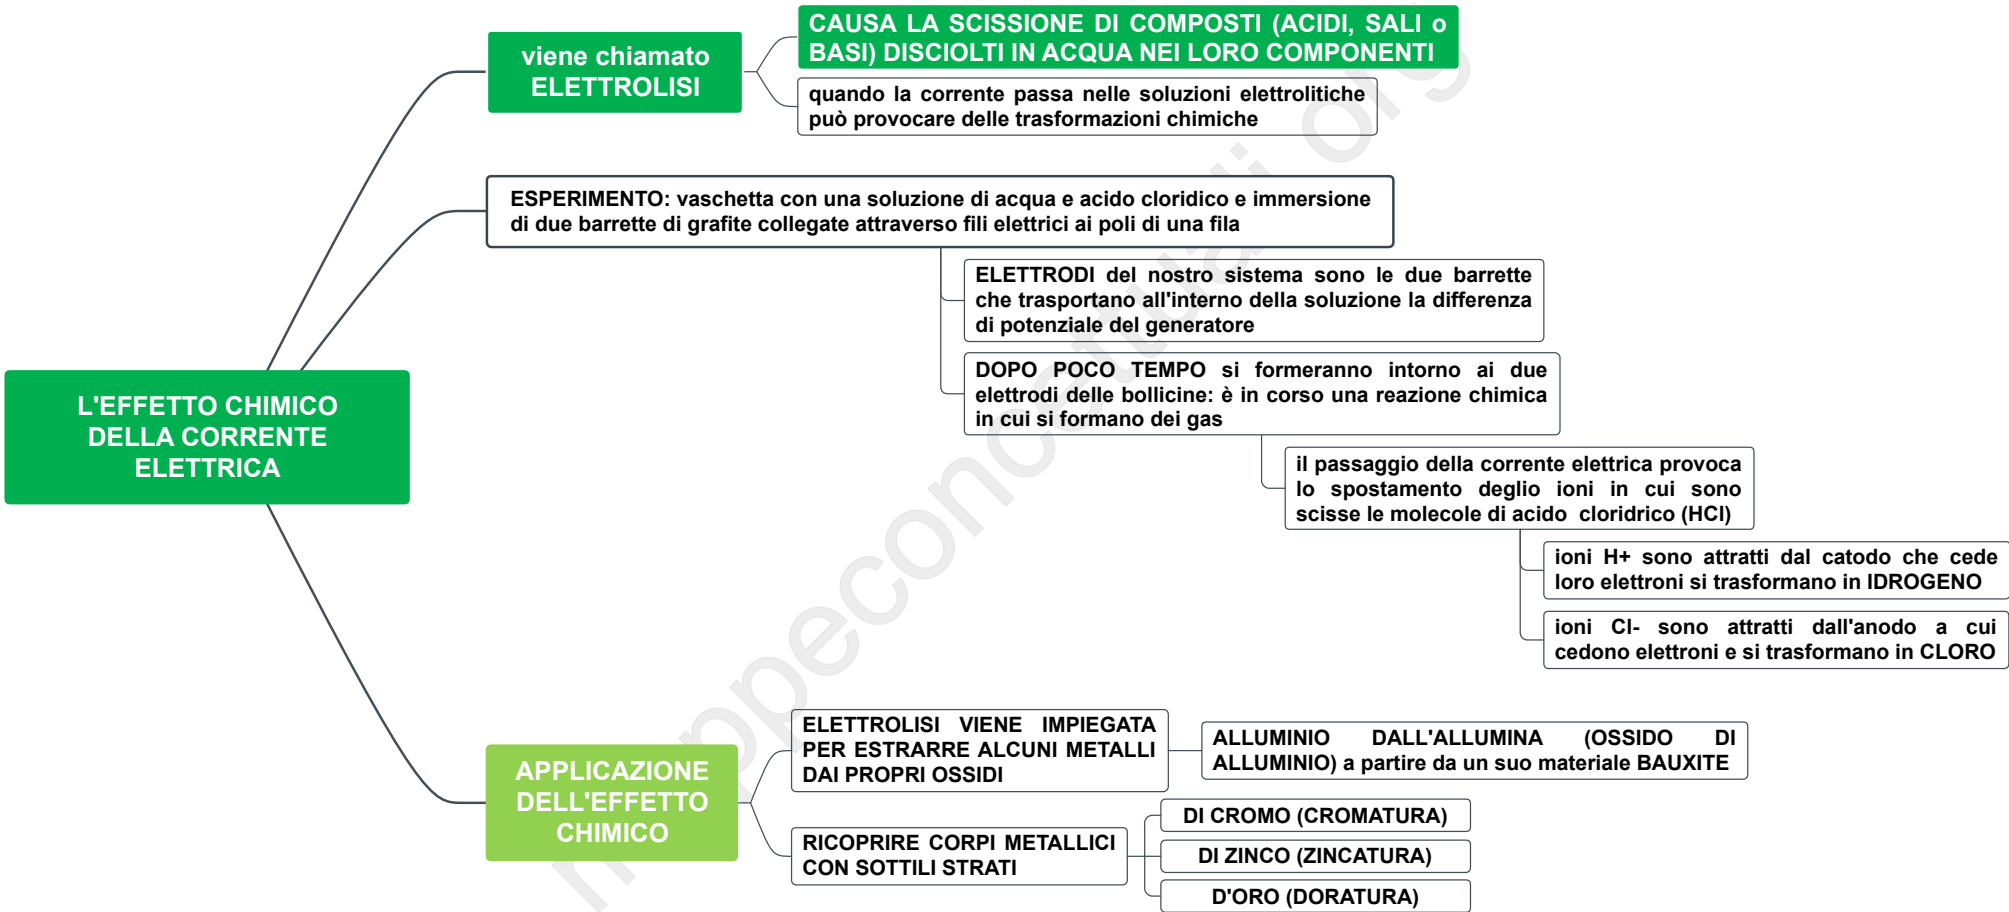 viene chiamato
ELETTROLISI
CAUSA LA SCISSIONE DI COMPOSTI (ACIDI, SALI o
BASI) DISCIOLTI IN ACQUA NEI LORO COMPONENTI
quando la corrente passa nelle soluzioni elettrolitiche
può provocare delle trasformazioni chimiche
ESPERIMENTO: vaschetta con una soluzione di acqua e acido cloridico e immersione
di due barrette di grafite collegate attraverso fili elettrici ai poli di una fila
ELETTRODI del nostro sistema sono le due barrette
che trasportano all'interno della soluzione la differenza
di potenziale del generatore
DOPO POCO TEMPO si formeranno intorno ai due
elettrodi delle bollicine: è in corso una reazione chimica
in cui si formano dei gas
L'EFFETTO CHIMICO
DELLA CORRENTE
ELETTRICA
il passaggio della corrente elettrica provoca
lo spostamento deglio ioni in cui sono
scisse le molecole di acido cloridrico (HCl)
ioni H+ sono attratti dal catodo che cede
loro elettroni si trasformano in IDROGENO
ioni Cl- sono attratti dall'anodo a cui
cedono elettroni e si trasformano in CLORO
APPLICAZIONE
DELL'EFFETTO
CHIMICO
ELETTROLISI VIENE IMPIEGATA
PER ESTRARRE ALCUNI METALLI
DAI PROPRI OSSIDI
ALLUMINIO DALL'ALLUMINA (OSSIDO DI
ALLUMINIO) a partire da un suo materiale BAUXITE
RICOPRIRE CORPI METALLICI
CON SOTTILI STRATI
DI CROMO (CROMATURA)
DI ZINCO (ZINCATURA)
D'ORO (DORATURA)